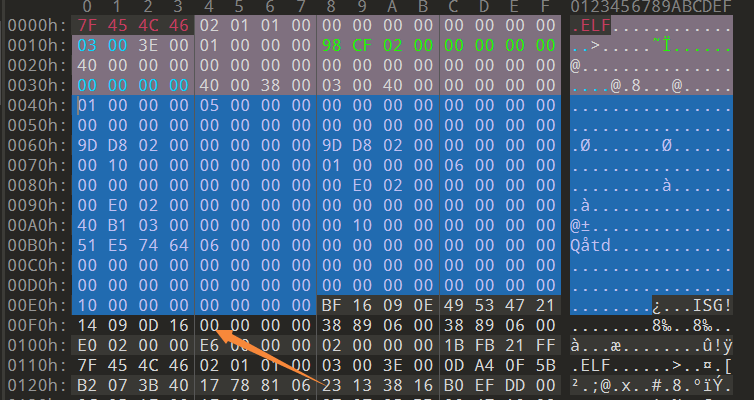 0 1 2 3 4 5 6 7 8 9 A B C D E F 0123456789ABCDEF
0000h: 7F 45 4C 46 02 01 01 00 00 00 00 00 00 00 00 00 .ELF............
0010h: 03 00 3E 00 01 00 00 00 98 CF 02 00 00 00 00 00 ..>.....˜Ï......
0020h: 40 00 00 00 00 00 00 00 00 00 00 00 00 00 00 00 @...............
0030h: 00 00 00 00 40 00 38 00 03 00 40 00 00 00 00 00 ....@.8...@.....
0040h: 01 00 00 00 05 00 00 00 00 00 00 00 00 00 00 00 ................
0050h: 00 00 00 00 00 00 00 00 00 00 00 00 00 00 00 00 ................
0060h: 9D D8 02 00 00 00 00 00 9D D8 02 00 00 00 00 00 .Ø.......Ø......
0070h: 00 10 00 00 00 00 00 00 01 00 00 00 06 00 00 00 ................
0080h: 00 00 00 00 00 00 00 00 00 E0 02 00 00 00 00 00 .........à......
0090h: 00 E0 02 00 00 00 00 00 00 00 00 00 00 00 00 00 .à..............
00A0h: 40 B1 03 00 00 00 00 00 00 10 00 00 00 00 00 00 @±..............
00B0h: 51 E5 74 64 06 00 00 00 00 00 00 00 00 00 00 00 Qåtd............
00C0h: 00 00 00 00 00 00 00 00 00 00 00 00 00 00 00 00 ................
00D0h: 00 00 00 00 00 00 00 00 00 00 00 00 00 00 00 00 ................
00E0h: 10 00 00 00 00 00 00 00 BF 16 09 0E 49 53 47 21 ........¿...ISG!
00F0h: 14 09 0D 16 00 00 00 00 38 89 06 00 38 89 06 00 ........8‰..8‰..
0100h: E0 02 00 00 E6 00 00 00 02 00 00 00 1B FB 21 FF à...æ........û!ÿ
0110h: 7F 45 4C 46 02 01 01 00 03 00 3E 00 0D A4 0F 5B .ELF......>..¤.[
0120h: B2 07 3B 40 17 78 81 06 23 13 38 16 B0 EF DD 00 ².;@.x..#.8.°ïÝ.